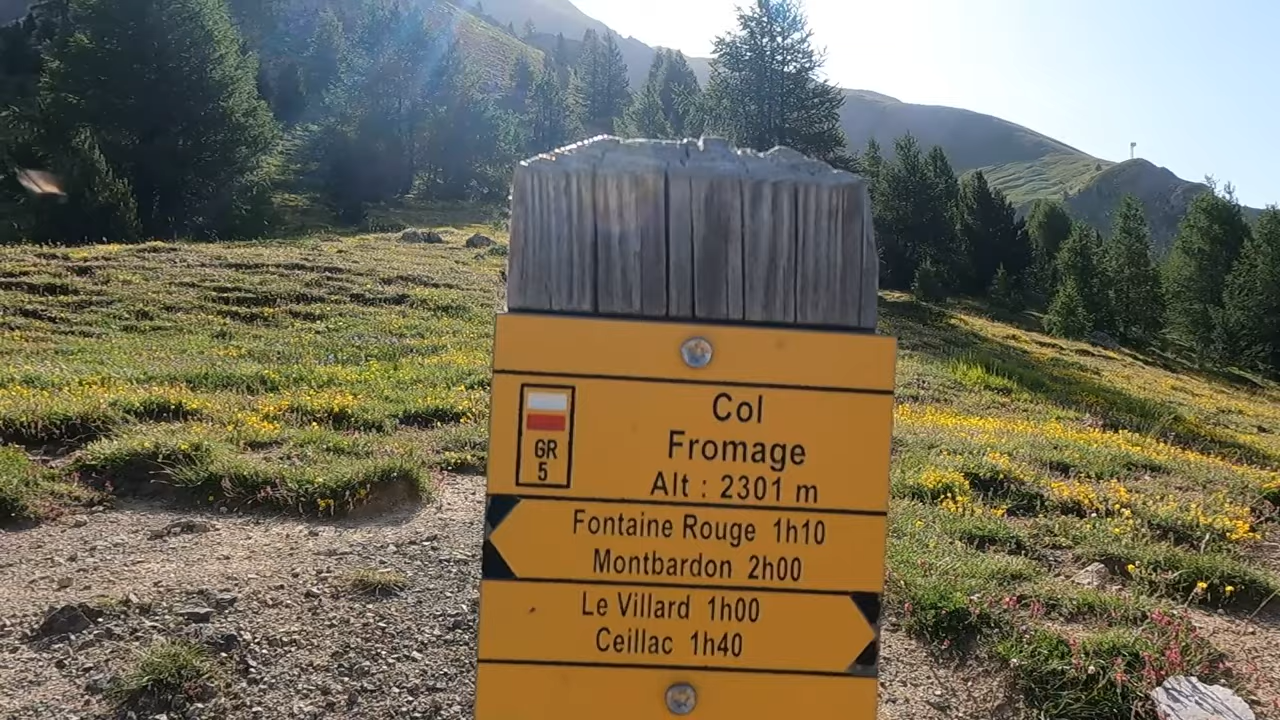 GR
5
Col
Fromage
Alt : 2301 m
Fontaine Rouge 1h10
Montbardon 2h00
Le Villard 1h00
Ceillac 1h40